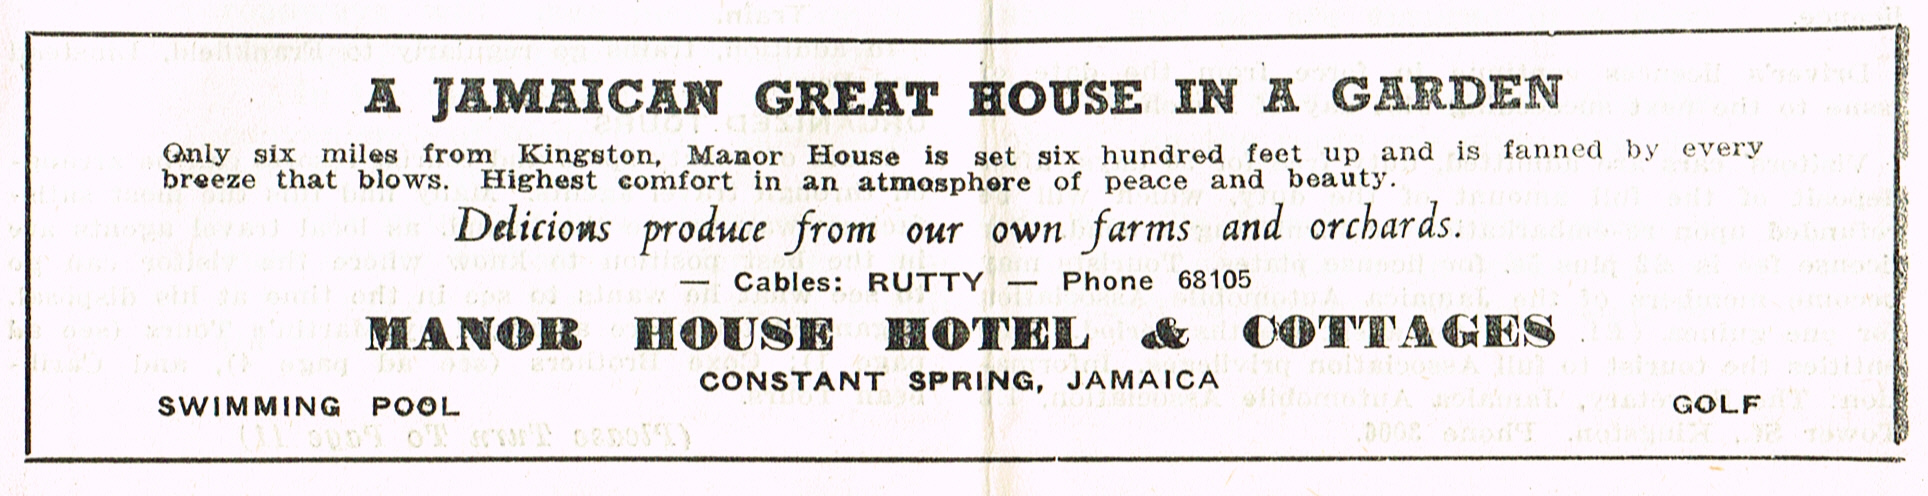 A JAMAICAN GREAT HOUSE IN A GARDEN
Only six miles from Kingston, Manor House is set six hundred feet up and is fanned by every
breeze that blows. Highest comfort in an atmosphere of peace and beauty.
Delicious produce from our own farms and orchards.
— Cables: RUTTY — Phone 68105
MANOR HOUSE HOTEL & COTTAGES
CONSTANT SPRING, JAMAICA
SWIMMING POOL GOLF